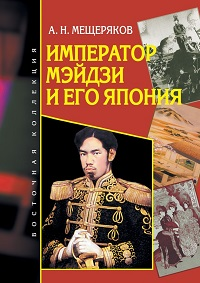 А. Н. МЕЩЕРЯКОВ
ИМПЕРАТОР
МЭЙДЗИ
И ЕГО ЯПОНИЯ
ВОСТОЧНАЯ КОЛЛЕКЦИЯ